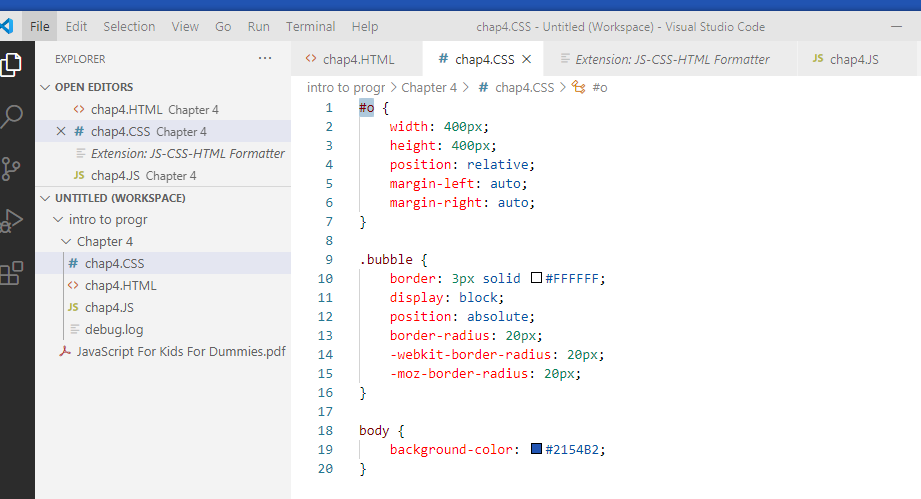 File Edit Selection View Go Run Terminal Help chap4.CSS - Untitled (Workspace) - Visual Studio Code
EXPLORER ...
OPEN EDITORS
<> chap4.HTML Chapter 4
× # chap4.CSS Chapter 4
Extension: JS-CSS-HTML Formatter
JS chap4.JS Chapter 4
UNTITLED (WORKSPACE)
intro to progr
Chapter 4
# chap4.CSS
<> chap4.HTML
JS chap4.JS
debug.log
JavaScript For Kids For Dummies.pdf
<> chap4.HTML # chap4.CSS × Extension: JS-CSS-HTML Formatter JS chap4.JS
intro to progr > Chapter 4 > # chap4.CSS > #o
1 #o {
2 width: 400px;
3 height: 400px;
4 position: relative;
5 margin-left: auto;
6 margin-right: auto;
7 }
8
9 .bubble {
10 border: 3px solid #FFFFFF;
11 display: block;
12 position: absolute;
13 border-radius: 20px;
14 -webkit-border-radius: 20px;
15 -moz-border-radius: 20px;
16 }
17
18 body {
19 background-color: #2154B2;
20 }